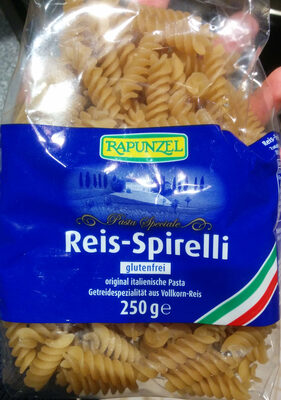 RAPUNZEL
Pasta Speciale
Reis-Spirelli
glutenfrei
original italienische Pasta
Getreidespezialität aus Vollkorn-Reis
250 g e